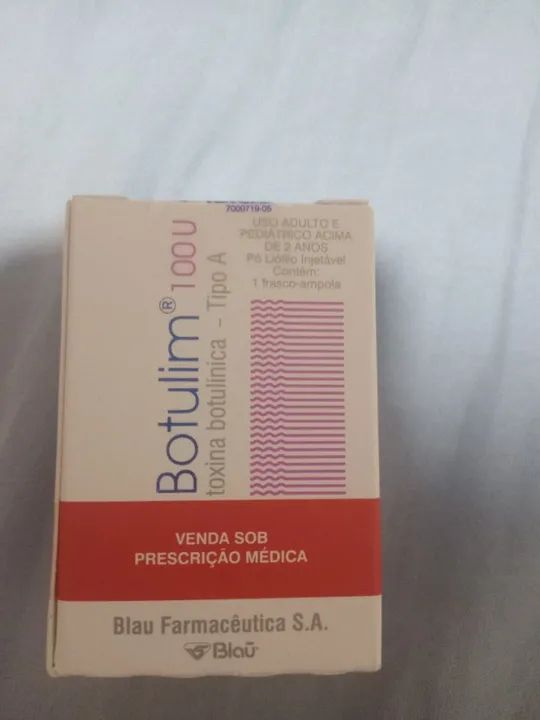 7000719-05
USO ADULTO E
PEDIÁTRICO ACIMA
DE 2 ANOS
Pó Liófilo Injetável
Contém:
1 frasco-ampola
Botulim® 100U
toxina botulínica - Tipo A
VENDA SOB
PRESCRIÇÃO MÉDICA
Blau Farmacêutica S.A.
Blaū